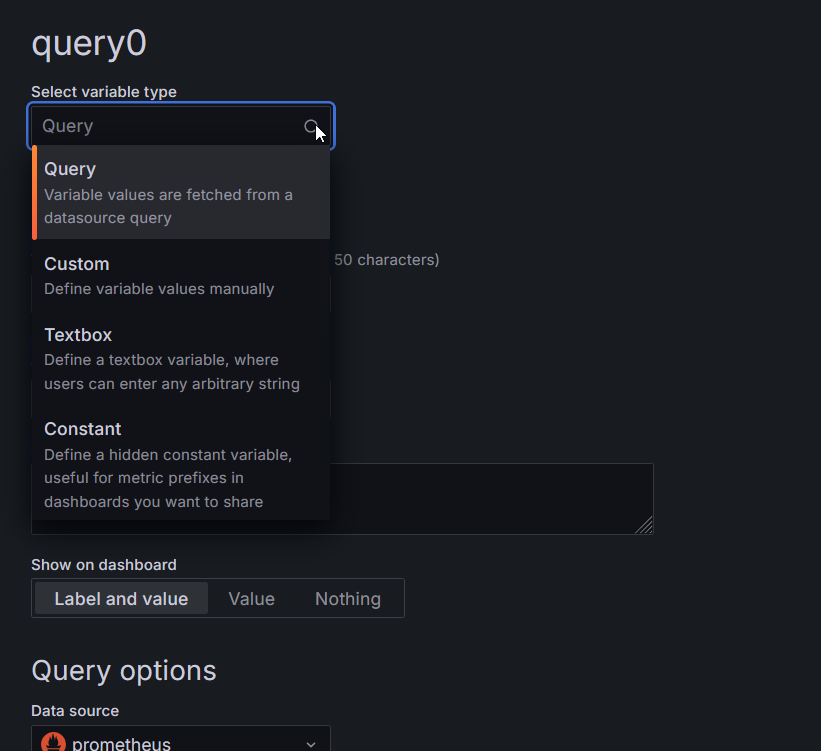 query0
Select variable type
Query
Query
Variable values are fetched from a
datasource query
Custom
50 characters)
Define variable values manually
Textbox
Define a textbox variable, where
users can enter any arbitrary string
Constant
Define a hidden constant variable,
useful for metric prefixes in
dashboards you want to share
Show on dashboard
Label and value Value Nothing
Query options
Data source
prometheus